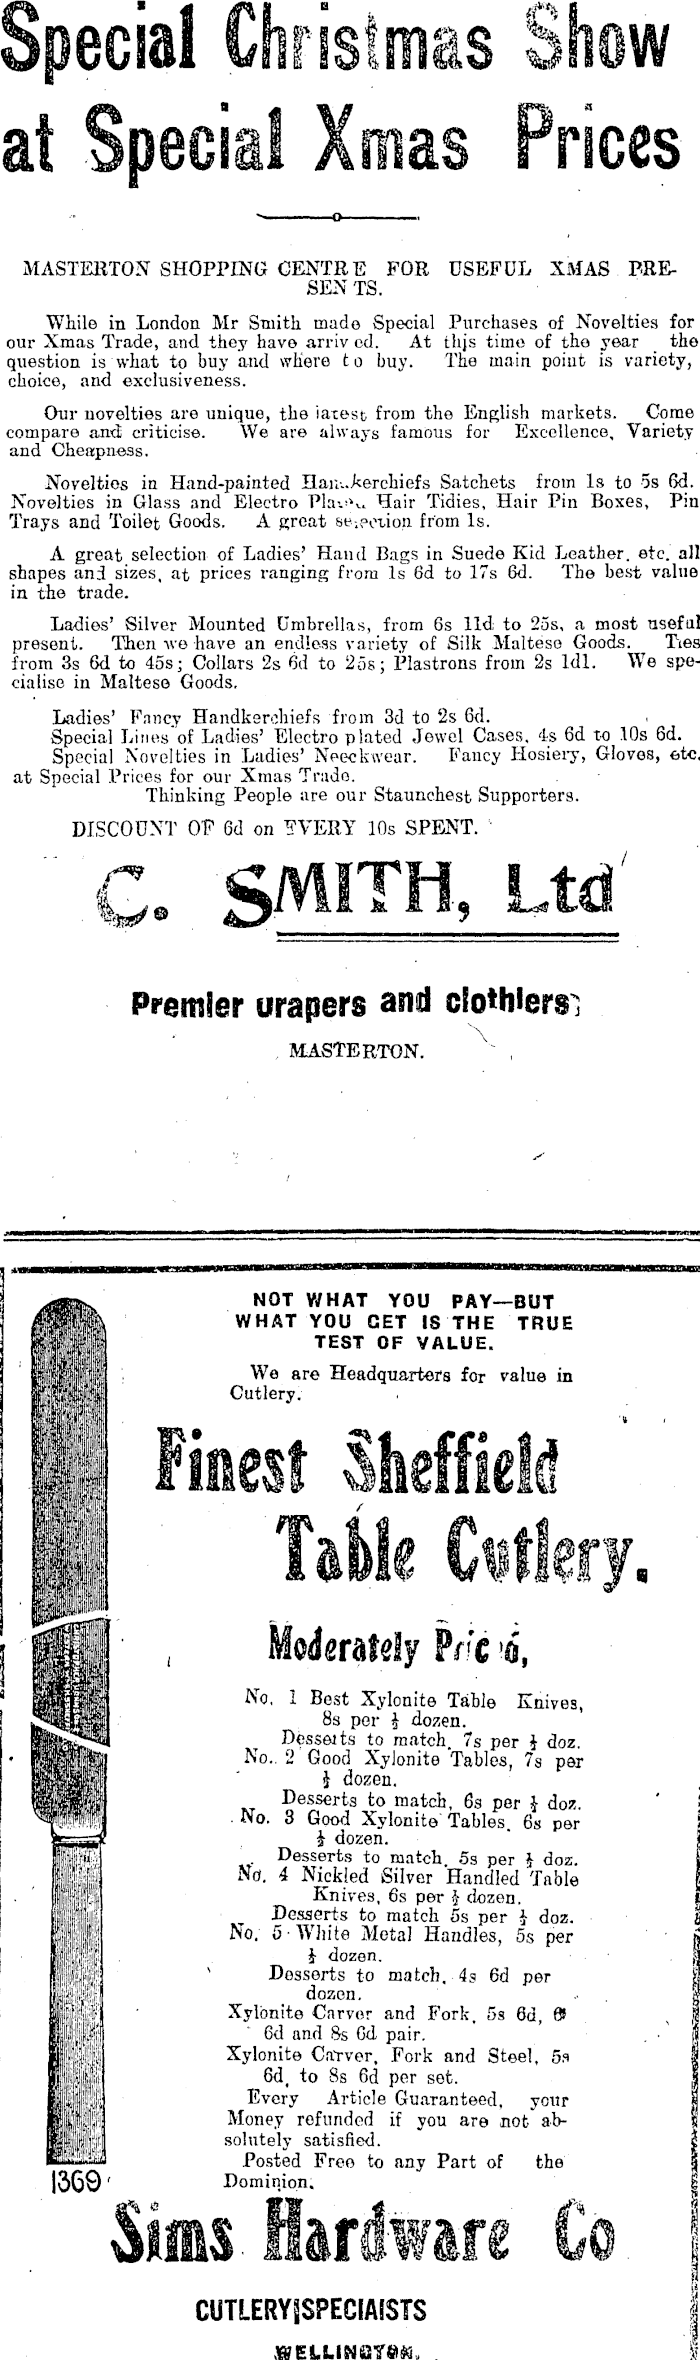 Special Christmas Show
at Special Xmas Prices
MASTERTON SHOPPING CENTRE FOR USEFUL XMAS PRE-
SENTS.
While in London Mr Smith made Special Purchases of Novelties for
our Xmas Trade, and they have arrived. At this time of the year the
question is what to buy and where to buy. The main point is variety,
choice, and exclusiveness.
Our novelties are unique, the latest from the English markets. Come
compare and criticise. We are always famous for Excellence, Variety
and Cheapness.
Novelties in Hand-painted Handkerchiefs Satchets from 1s to 5s 6d.
Novelties in Glass and Electro Plate, Hair Tidies, Hair Pin Boxes, Pin
Trays and Toilet Goods. A great selection from 1s.
A great selection of Ladies' Hand Bags in Suede Kid Leather, etc, all
shapes and sizes, at prices ranging from 1s 6d to 17s 6d. The best value
in the trade.
Ladies' Silver Mounted Umbrellas, from 6s 11d to 25s, a most useful
present. Then we have an endless variety of Silk Maltese Goods. Ties
from 3s 6d to 45s; Collars 2s 6d to 25s; Plastrons from 2s 1d1. We spe-
cialise in Maltese Goods.
Ladies' Fancy Handkerchiefs from 3d to 2s 6d.
Special Lines of Ladies' Electro plated Jewel Cases, 4s 6d to 10s 6d.
Special Novelties in Ladies' Neeckwear. Fancy Hosiery, Gloves, etc.
at Special Prices for our Xmas Trade.
Thinking People are our Staunchest Supporters.
DISCOUNT OF 6d on EVERY 10s SPENT.
C. SMITH, Ltd
Premier urapers and clothiers,
MASTERTON.
NOT WHAT YOU PAY—BUT
WHAT YOU GET IS THE TRUE
TEST OF VALUE.
We are Headquarters for value in
Cutlery.
Finest Sheffield
Table Cutlery.
Moderately Priced,
No. 1 Best Xylonite Table Knives,
8s per ½ dozen.
Desserts to match, 7s per ½ doz.
No. 2 Good Xylonite Tables, 7s per
½ dozen.
Desserts to match, 6s per ½ doz.
No. 3 Good Xylonite Tables, 6s per
½ dozen.
Desserts to match, 5s per ½ doz.
No. 4 Nickled Silver Handled Table
Knives, 6s per ½ dozen.
Desserts to match 5s per ½ doz.
No. 5 White Metal Handles, 5s per
½ dozen.
Desserts to match, 4s 6d per
dozen.
Xylonite Carver and Fork, 5s 6d,
6d and 8s 6d pair.
Xylonite Carver, Fork and Steel, 5s
6d, to 8s 6d per set.
Every Article Guaranteed, your
Money refunded if you are not ab-
solutely satisfied.
Posted Free to any Part of the
Dominion.
1369
Sims Hardware Co
CUTLERY SPECIAISTS
WELLINGTON.